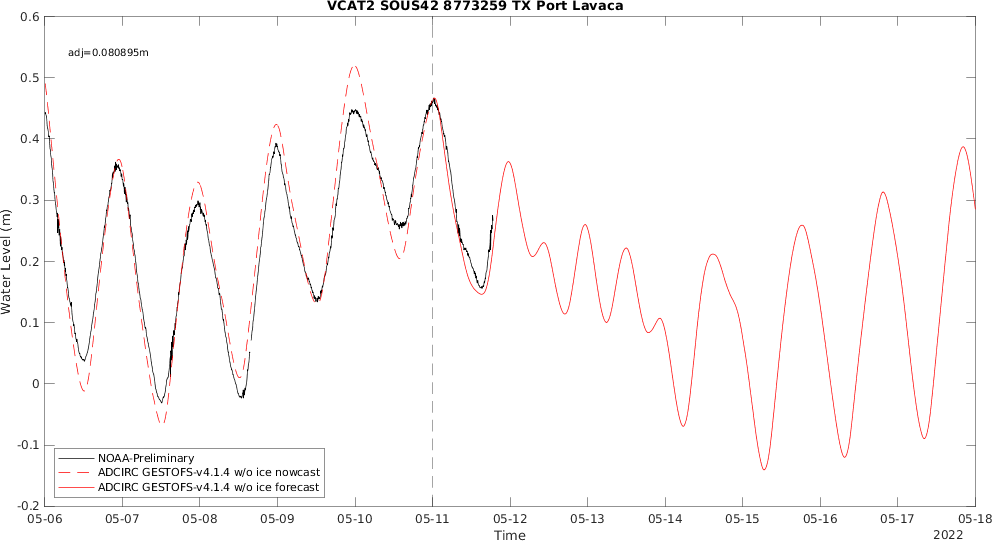 VCAT2 SOUS42 8773259 TX Port Lavaca
0.6
adj=0.080895m
0.5
0.4
0.3
0.2
0.1
0
-0.1
-0.2
Water Level (m)
NOAA-Preliminary
ADCIRC GESTOFS-v4.1.4 w/o ice nowcast
ADCIRC GESTOFS-v4.1.4 w/o ice forecast
05-06 05-07 05-08 05-09 05-10 05-11 05-12 05-13 05-14 05-15 05-16 05-17 05-18
Time
2022